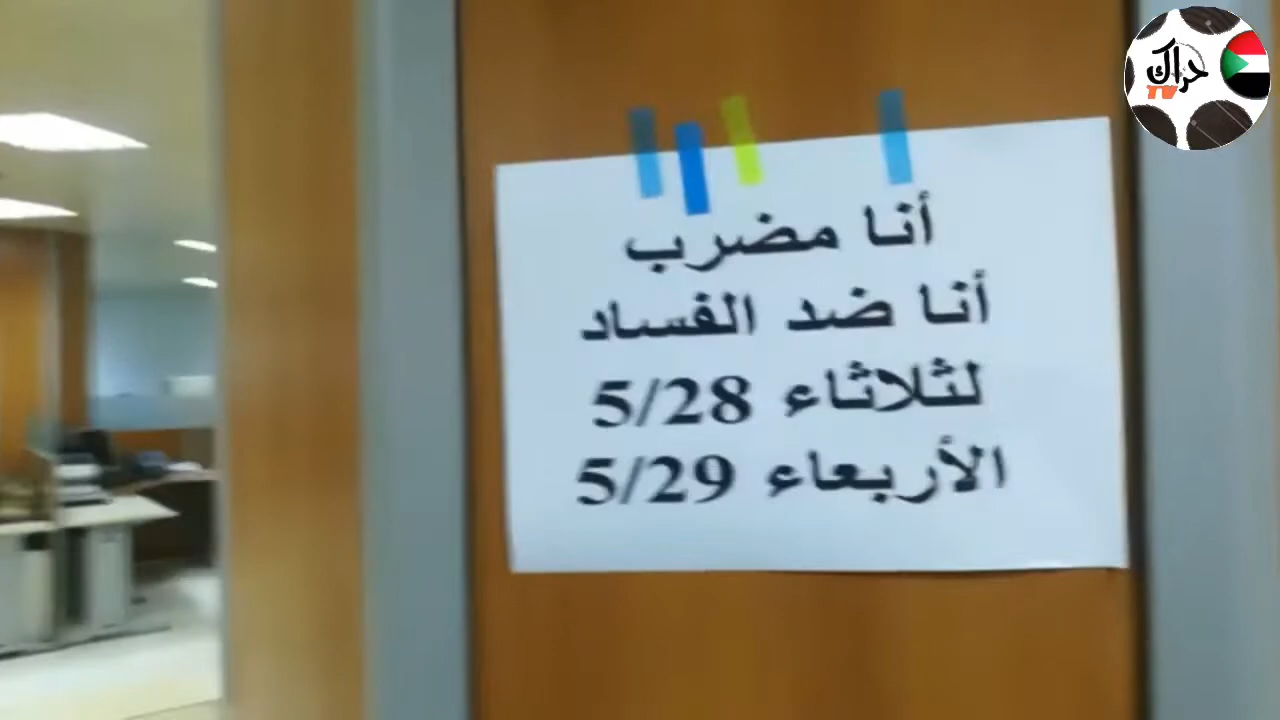 حراك
TV
أنا مضرب
أنا ضد الفساد
لثلاثاء 5/28
الأربعاء 5/29